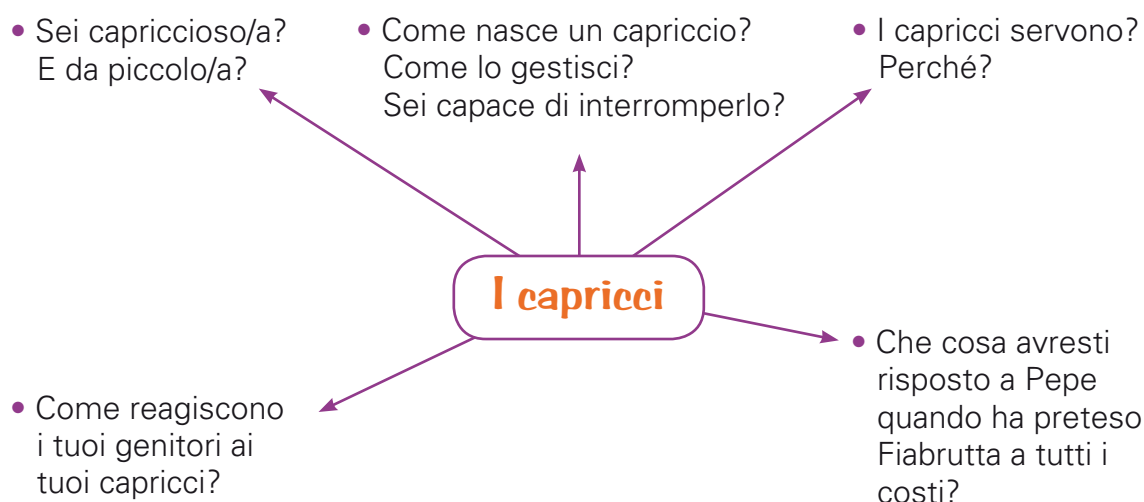 • Sei capriccioso/a?
E da piccolo/a?
• Come nasce un capriccio?
Come lo gestisci?
Sei capace di interromperlo?
• I capricci servono?
Perché?
I capricci
• Come reagiscono
i tuoi genitori ai
tuoi capricci?
• Che cosa avresti
risposto a Pepe
quando ha preteso
Fiabrutta a tutti i
costi?